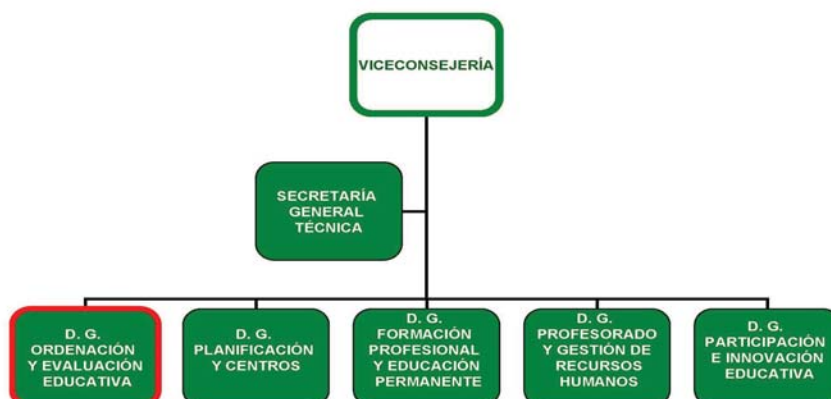 VICECONSEJERÍA
SECRETARÍA
GENERAL
TÉCNICA
D. G.
ORDENACIÓN
Y EVALUACIÓN
EDUCATIVA
D. G.
PLANIFICACIÓN
Y CENTROS
D. G.
FORMACIÓN
PROFESIONAL
Y EDUCACIÓN
PERMANENTE
D. G.
PROFESORADO
Y GESTIÓN DE
RECURSOS
HUMANOS
D. G.
PARTICIPACIÓN
E INNOVACIÓN
EDUCATIVA